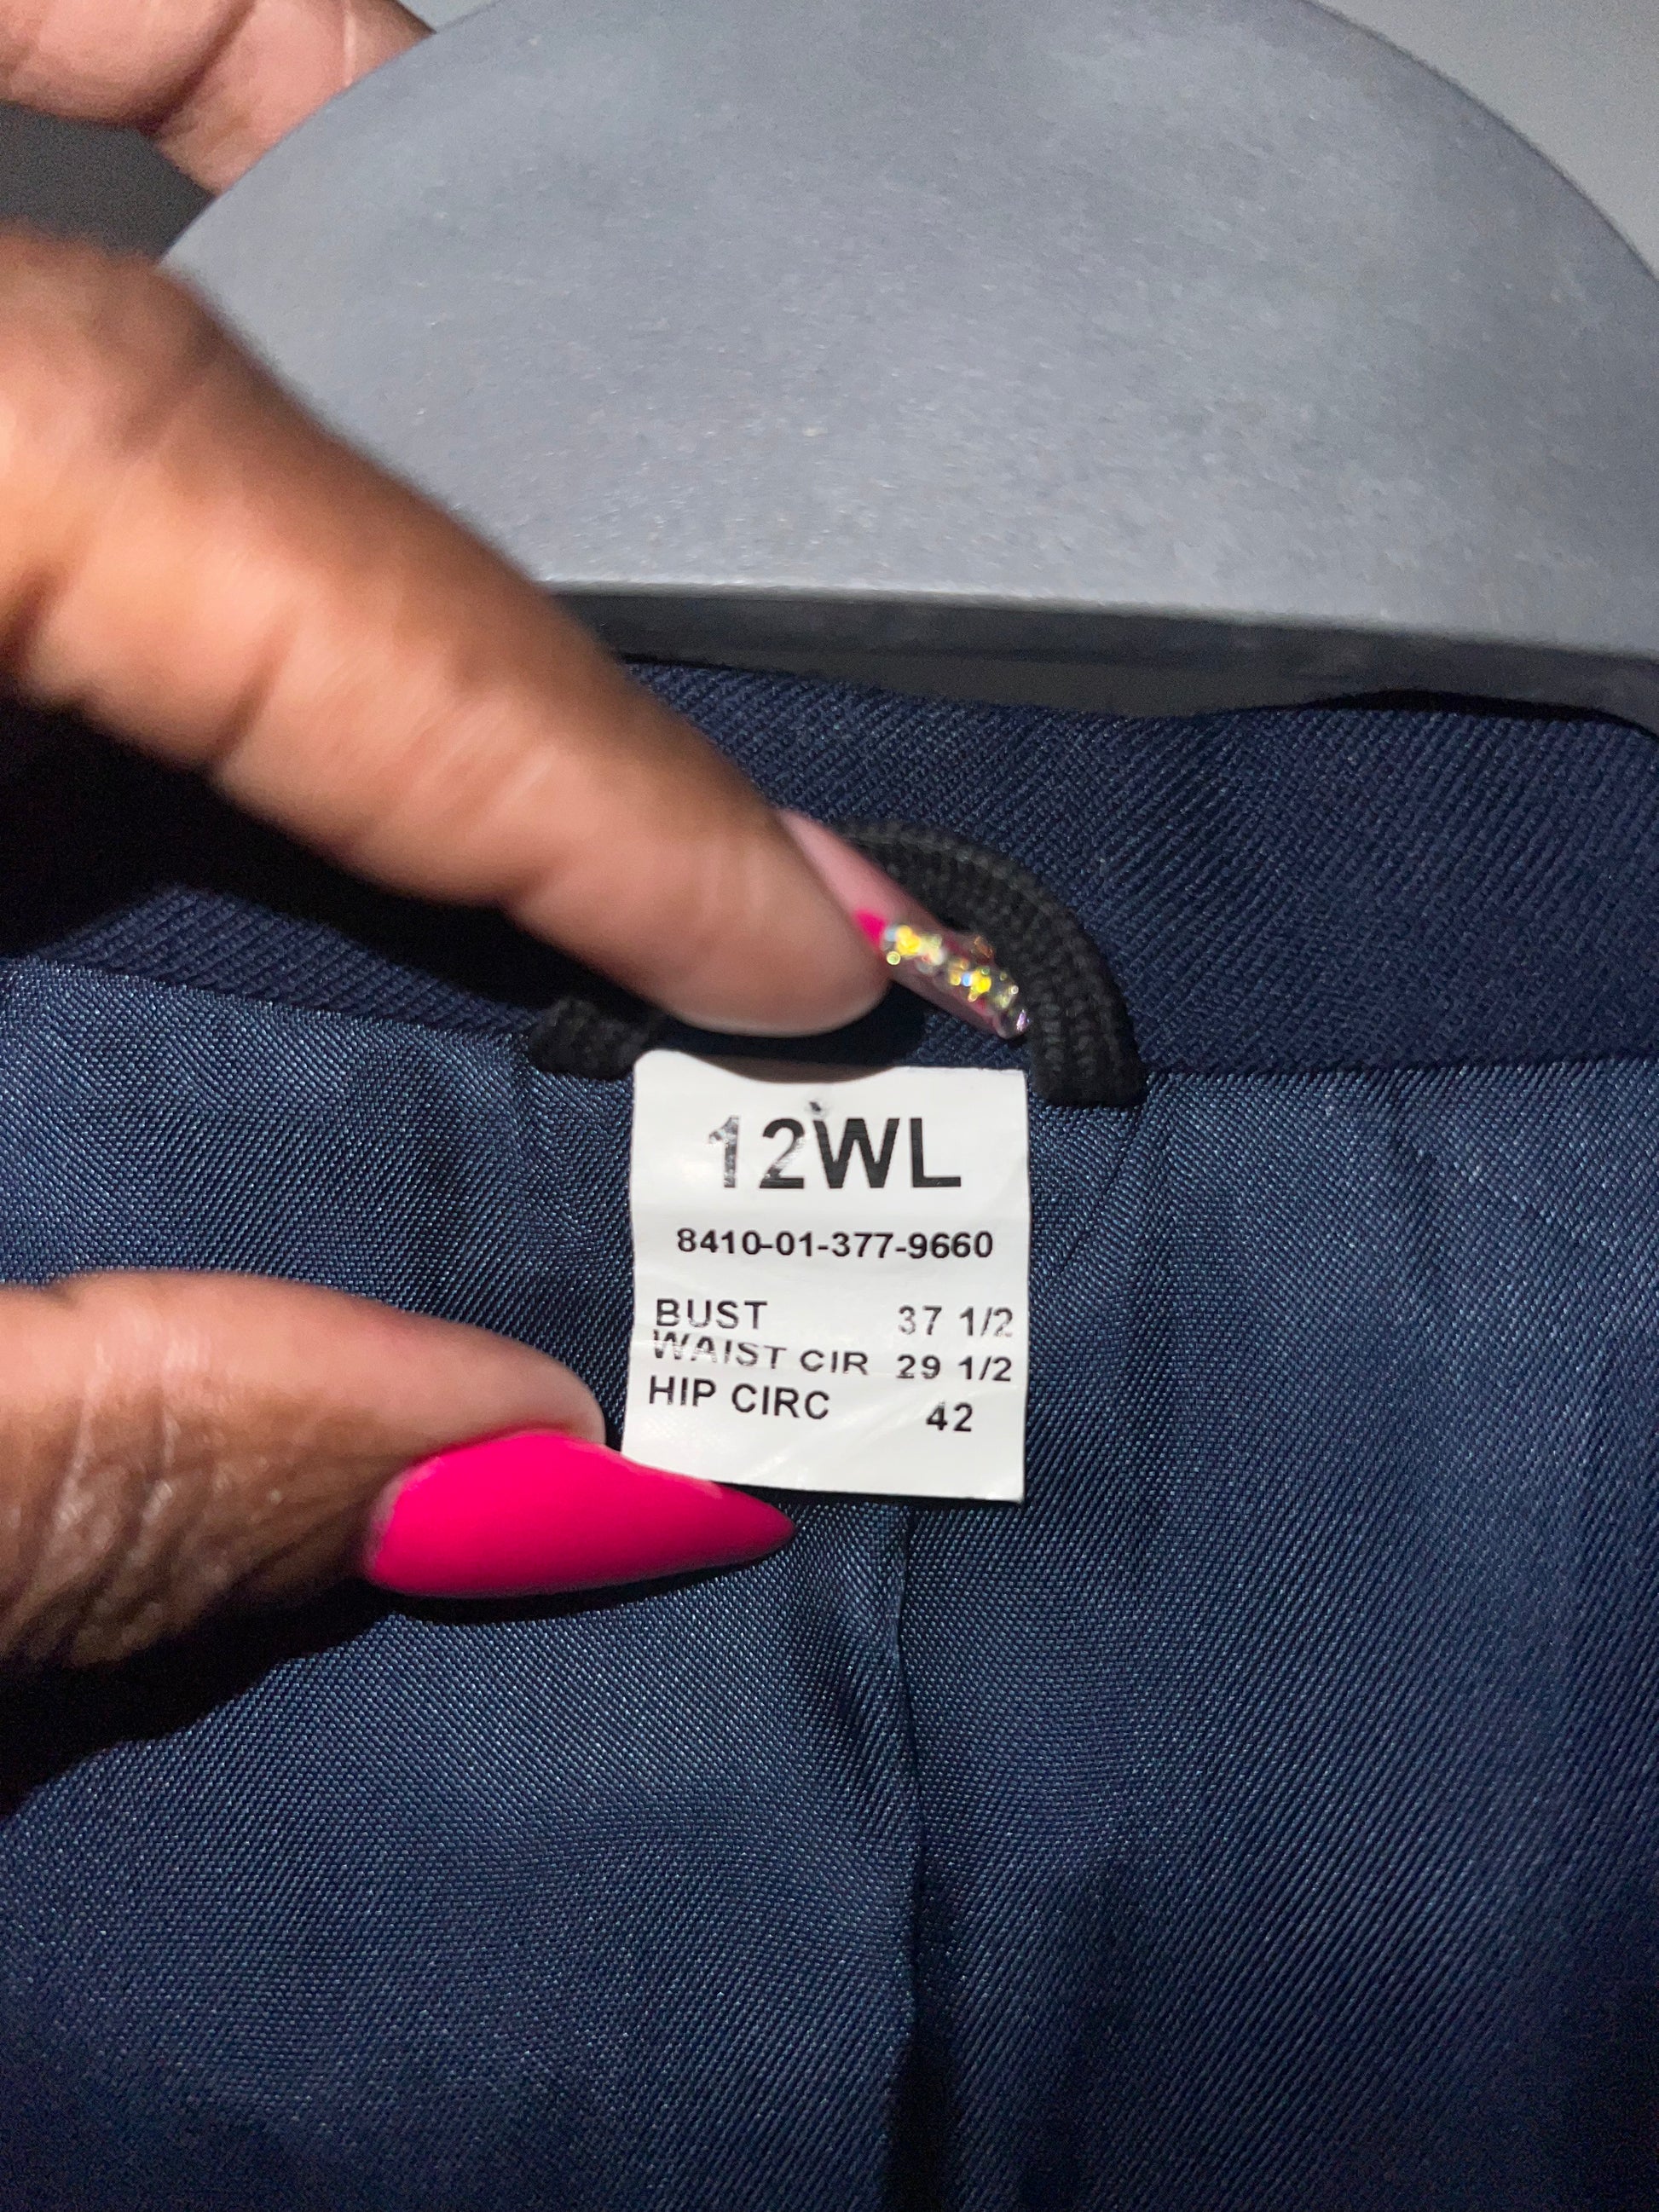 12WL
8410-01-377-9660
BUST 37 1/2
WAIST CIR 29 1/2
HIP CIRC 42